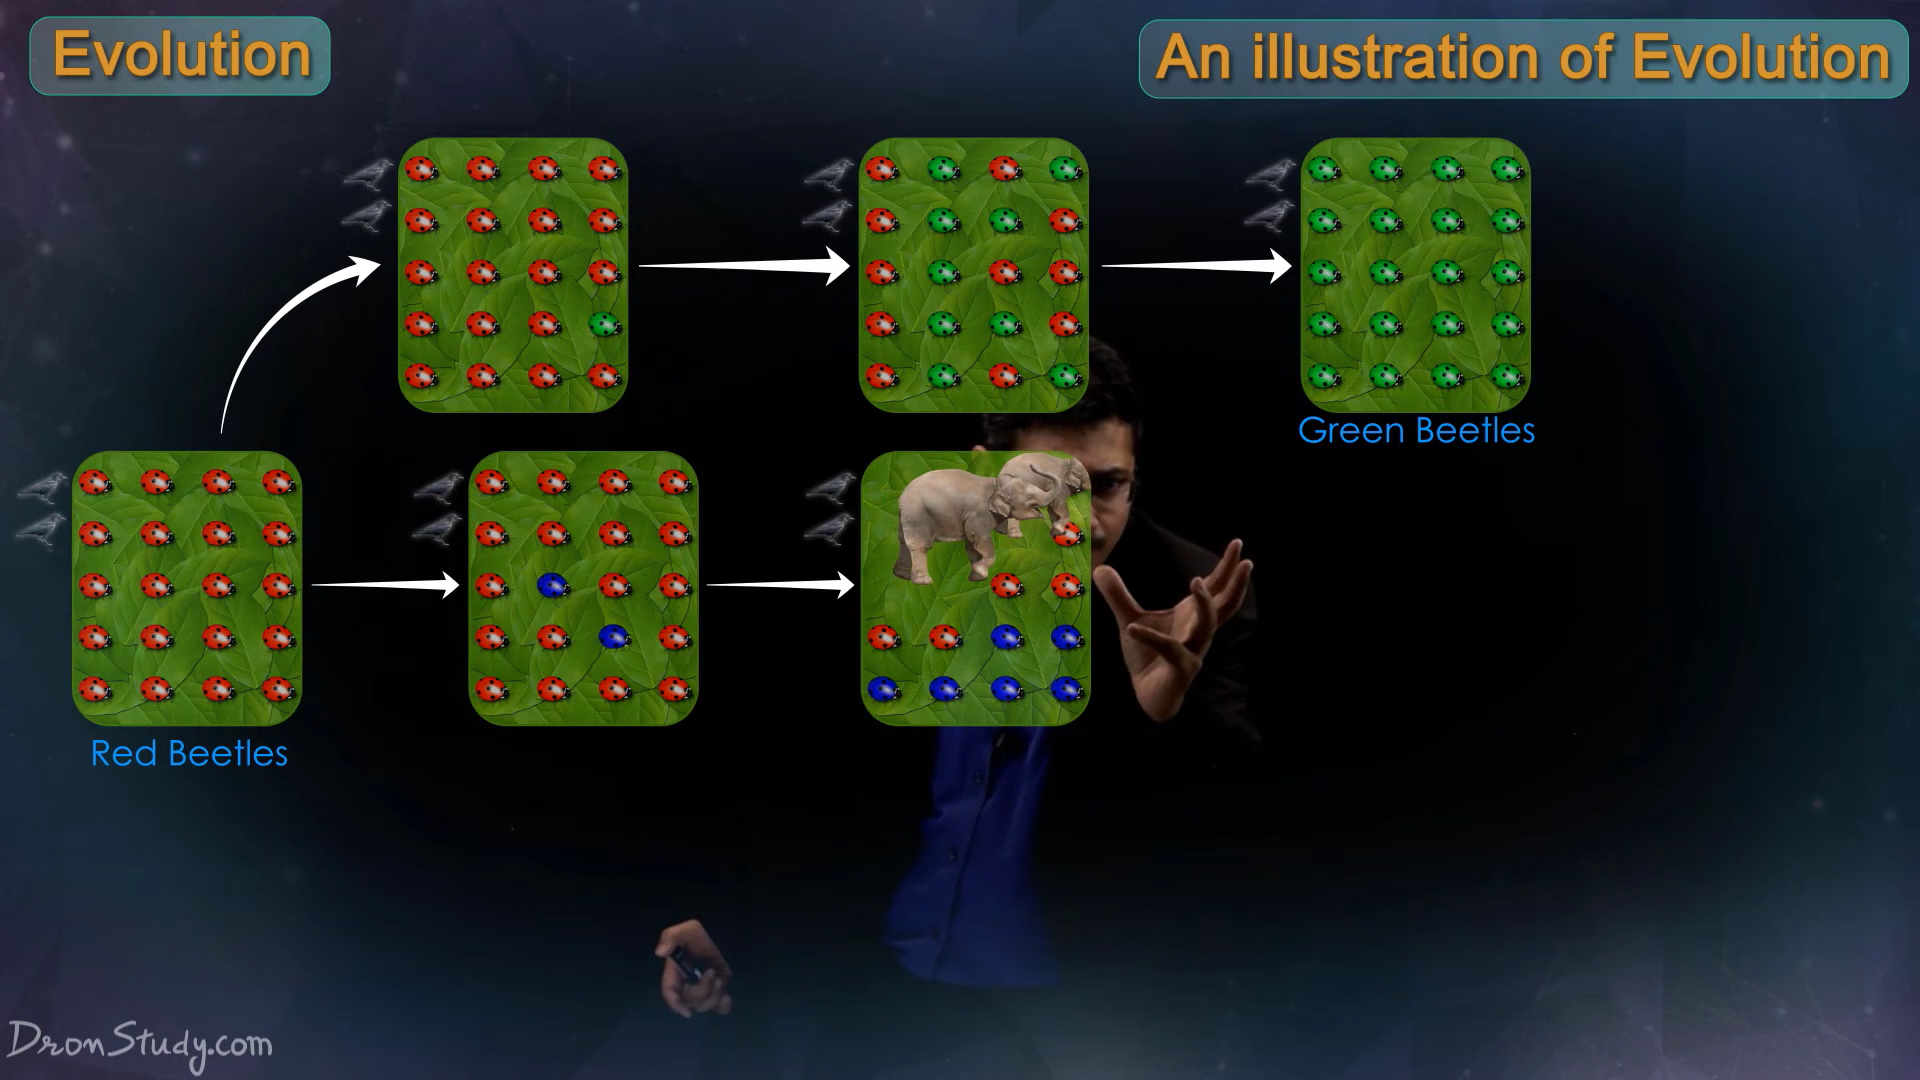 Evolution
An illustration of Evolution
Green Beetles
Red Beetles
DronStudy.com